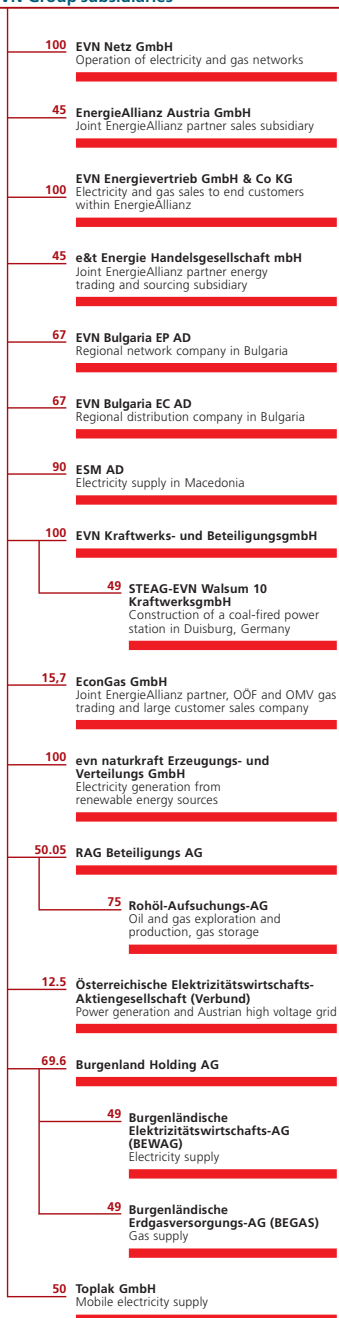 100 EVN Netz GmbH
Operation of electricity and gas networks
45 EnergieAllianz Austria GmbH
Joint EnergieAllianz partner sales subsidiary
EVN Energievertrieb GmbH & Co KG
100 Electricity and gas sales to end customers
within EnergieAllianz
45 e&t Energie Handelsgesellschaft mbH
Joint EnergieAllianz partner energy
trading and sourcing subsidiary
67 EVN Bulgaria EP AD
Regional network company in Bulgaria
67 EVN Bulgaria EC AD
Regional distribution company in Bulgaria
90 ESM AD
Electricity supply in Macedonia
100 EVN Kraftwerks- und BeteiligungsgmbH
49 STEAG-EVN Walsum 10
KraftwerksgmbH
Construction of a coal-fired power
station in Duisburg, Germany
15,7 EconGas GmbH
Joint EnergieAllianz partner, OÖF and OMV gas
trading and large customer sales company
100 evn naturkraft Erzeugungs- und
Verteilungs GmbH
Electricity generation from
renewable energy sources
50.05 RAG Beteiligungs AG
75 Rohöl-Aufsuchungs-AG
Oil and gas exploration and
production, gas storage
12.5 Österreichische Elektrizitätswirtschafts-
Aktiengesellschaft (Verbund)
Power generation and Austrian high voltage grid
69.6 Burgenland Holding AG
49 Burgenländische
Elektrizitätswirtschafts-AG
(BEWAG)
Electricity supply
49 Burgenländische
Erdgasversorgungs-AG (BEGAS)
Gas supply
50 Toplak GmbH
Mobile electricity supply